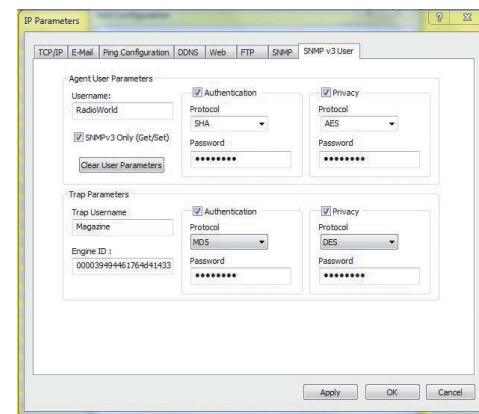 IP Parameters
TCP/IP E-Mail Ping Configuration DDNS Web FTP SNMP SNMP v3 User
Agent User Parameters
Username:
RadioWorld
SNMPv3 Only (Get/Set)
Clear User Parameters
Authentication
Protocol
SHA
Password
Privacy
Protocol
AES
Password
Trap Parameters
Trap Username
Magazine
Engine ID :
000039494461764d41433
Authentication
Protocol
MD5
Password
Privacy
Protocol
DES
Password
Apply OK Cancel